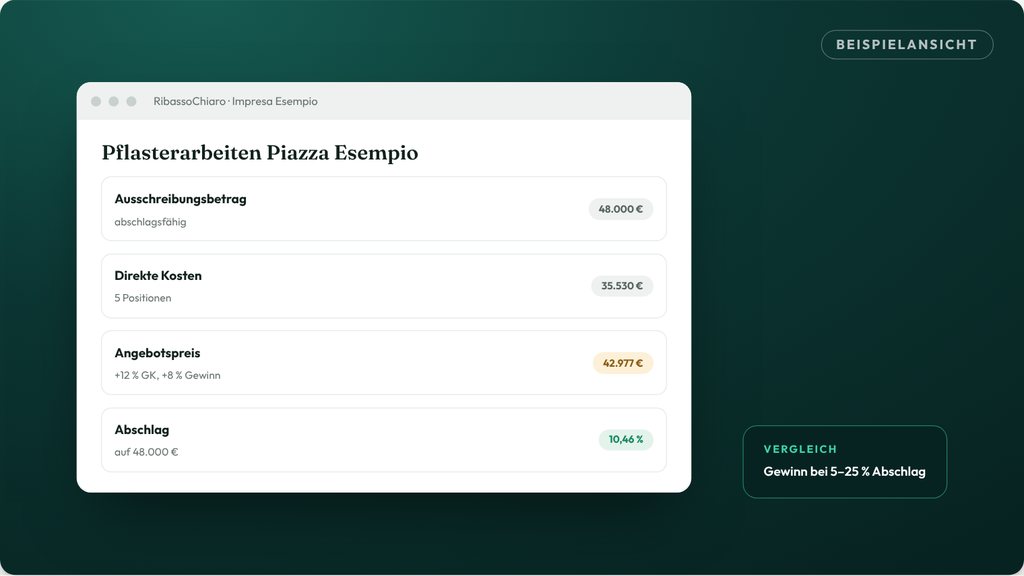 BEISPIELANSICHT
RibassoChiaro · Impresa Esempio
Pflasterarbeiten Piazza Esempio
Ausschreibungsbetrag
abschlagsfähig
48.000 €
Direkte Kosten
5 Positionen
35.530 €
Angebotspreis
+12 % GK, +8 % Gewinn
42.977 €
Abschlag
auf 48.000 €
10,46 %
VERGLEICH
Gewinn bei 5–25 % Abschlag